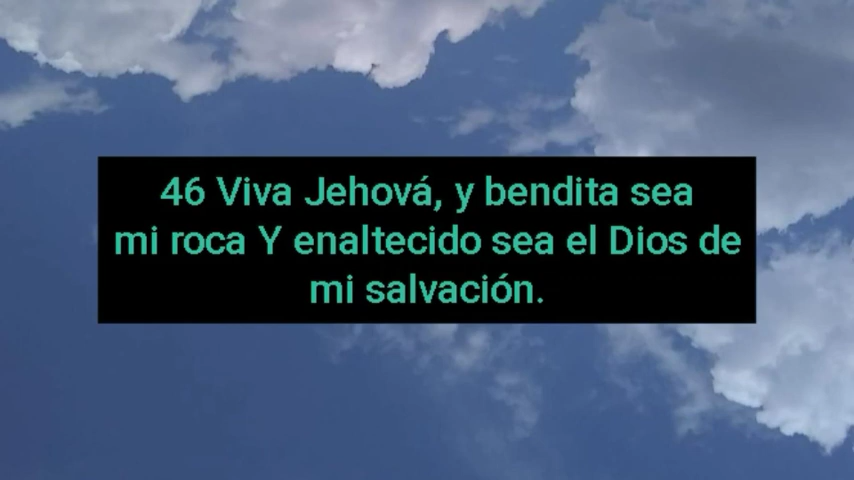 46 Viva Jehová, y bendita sea
mi roca Y enaltecido sea el Dios de
mi salvación.